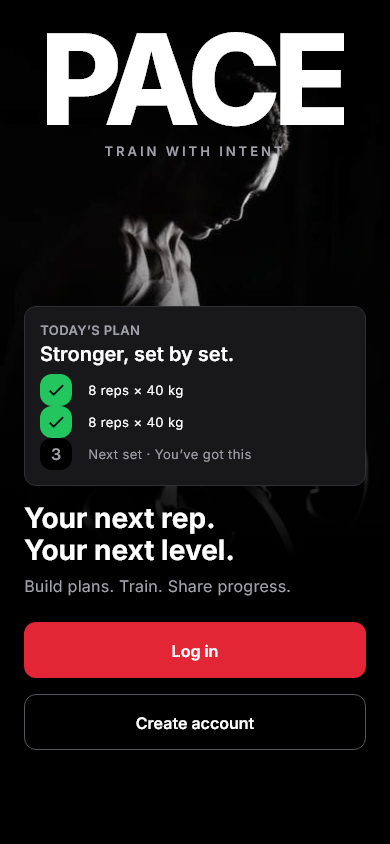 PACE
TRAIN WITH INTENT
TODAY’S PLAN
Stronger, set by set.
8 reps × 40 kg
8 reps × 40 kg
3 Next set · You’ve got this
Your next rep.
Your next level.
Build plans. Train. Share progress.
Log in
Create account